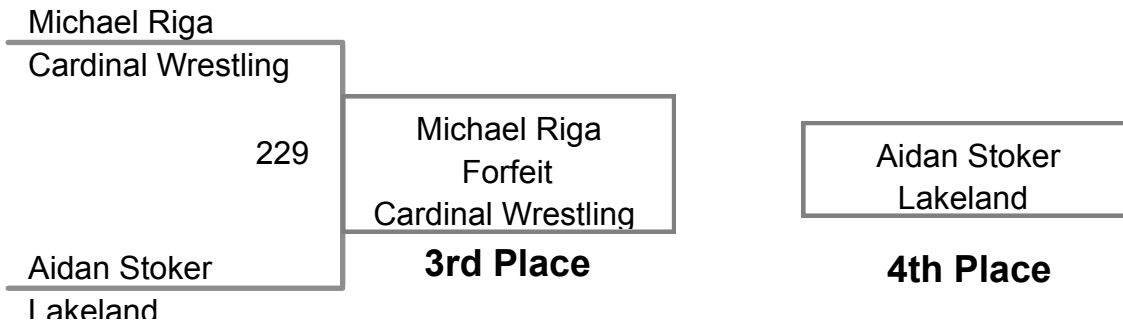 Michael Riga
Cardinal Wrestling
229
Aidan Stoker
Lakeland
Michael Riga
Forfeit
Cardinal Wrestling
3rd Place
Aidan Stoker
Lakeland
4th Place